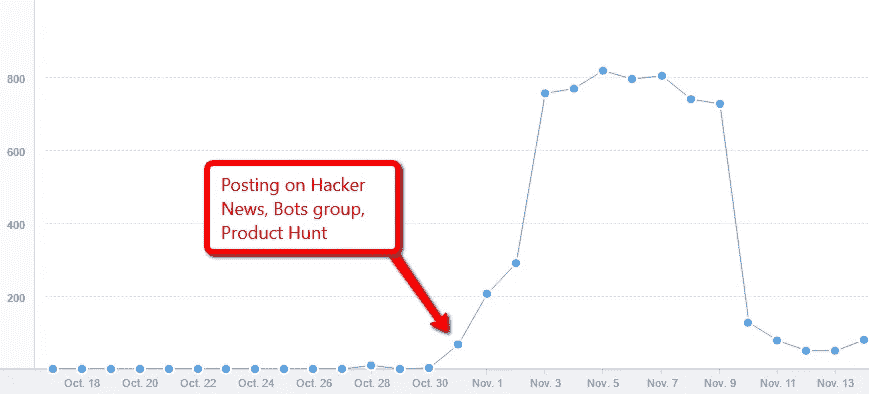 800
600
Posting on Hacker
News, Bots group,
Product Hunt
400
200
Oct. 18 Oct. 20 Oct. 22 Oct. 24 Oct. 26 Oct. 28 Oct. 30 Nov. 1 Nov. 3 Nov. 5 Nov. 7 Nov. 9 Nov. 11 Nov. 13